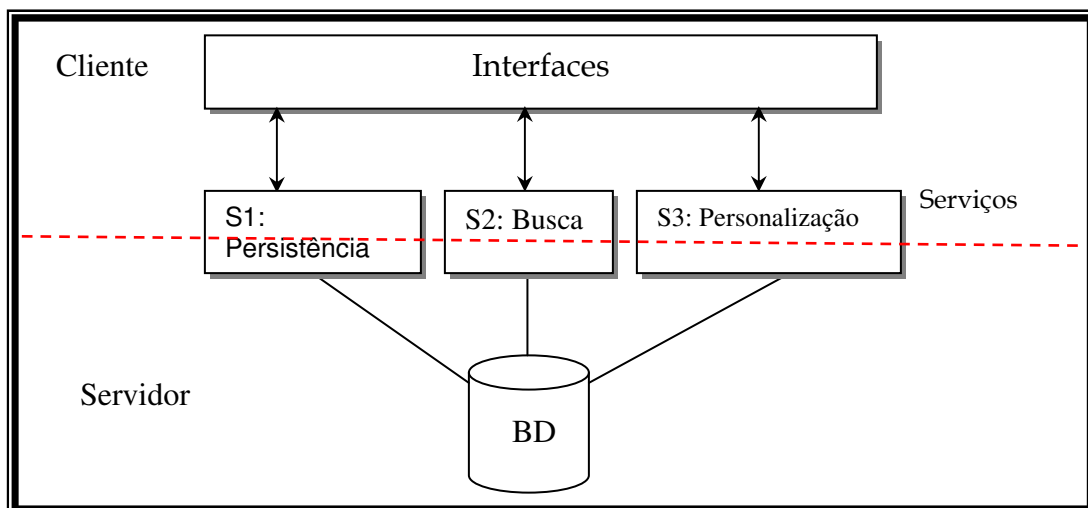 Cliente
Interfaces
S1:
Persistência
S2: Busca
S3: Personalização
Serviços
Servidor
BD